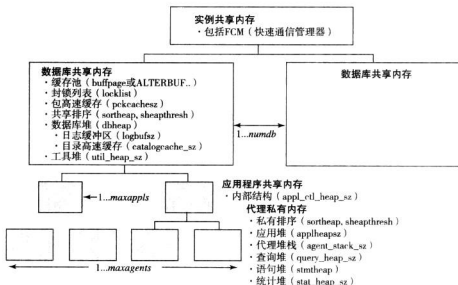 实例共享内存
·包括FCM（快速通信管理器）
数据库共享内存
·缓存池（buffpage或ALTERBUF..）
·封锁列表（locklist）
·包高速缓存（pckcachesz）
·共享排序（sortheap, sheapthresh）
·数据库堆（dbheap）
·日志缓冲区（logbufsz）
·目录高速缓存（catalogcache_sz）
·工具堆（util_heap_sz）
数据库共享内存
1...numdb
1...maxappls
应用程序共享内存
·内部结构（appl_ctl_heap_sz）
代理私有内存
·私有排序（sortheap, sheapthresh）
·应用堆（applheapsz）
·代理堆栈（agent_stack_sz）
·查询堆（query_heap_sz）
·语句堆（stmtheap）
·统计堆（stat_heap_sz）
1...maxagents